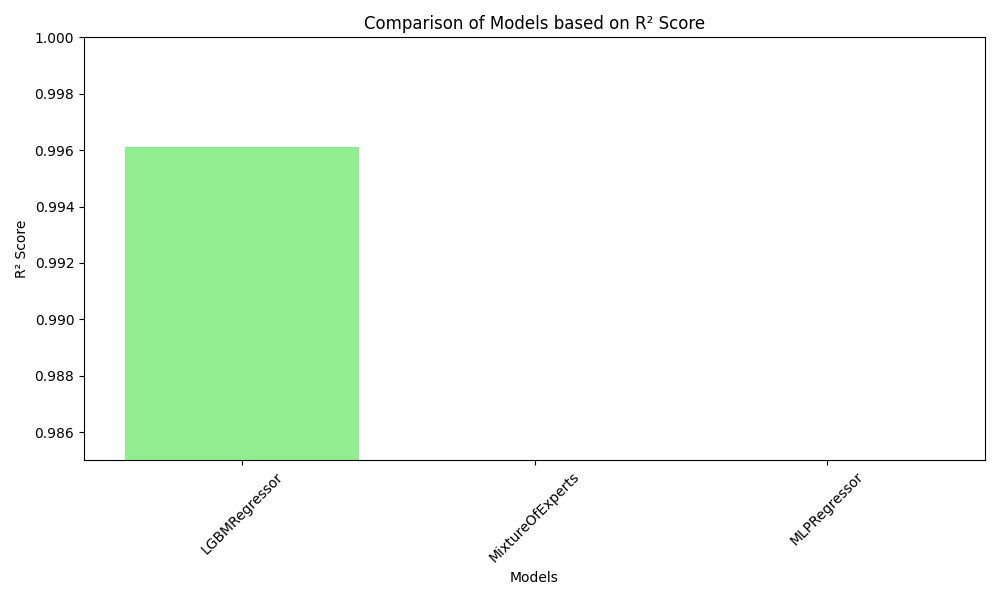 Comparison of Models based on R² Score
1.000
0.998
0.996
0.994
0.992
0.990
0.988
0.986
R² Score
LGBMRegressor
MixtureOfExperts
MLPRegressor
Models